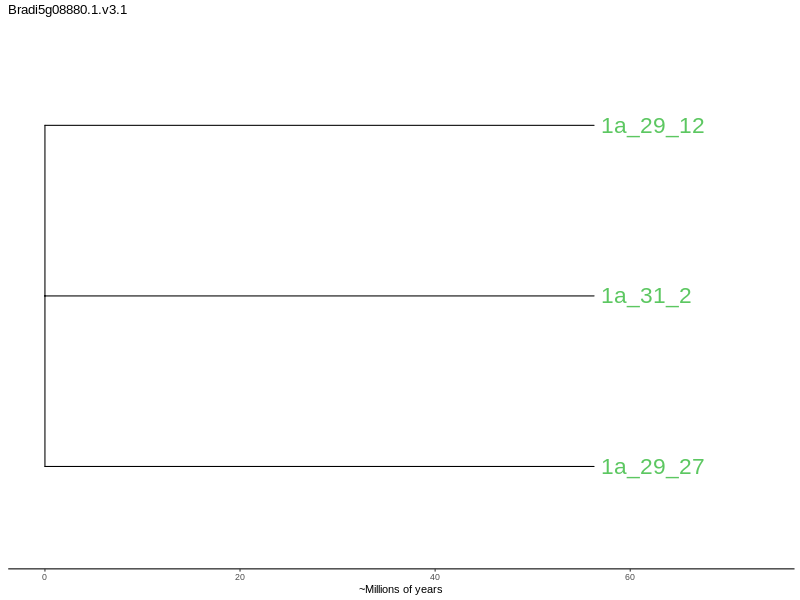 Bradi5g08880.1.v3.1
1a_29_12
1a_31_2
1a_29_27
0 20 40 60
~Millions of years